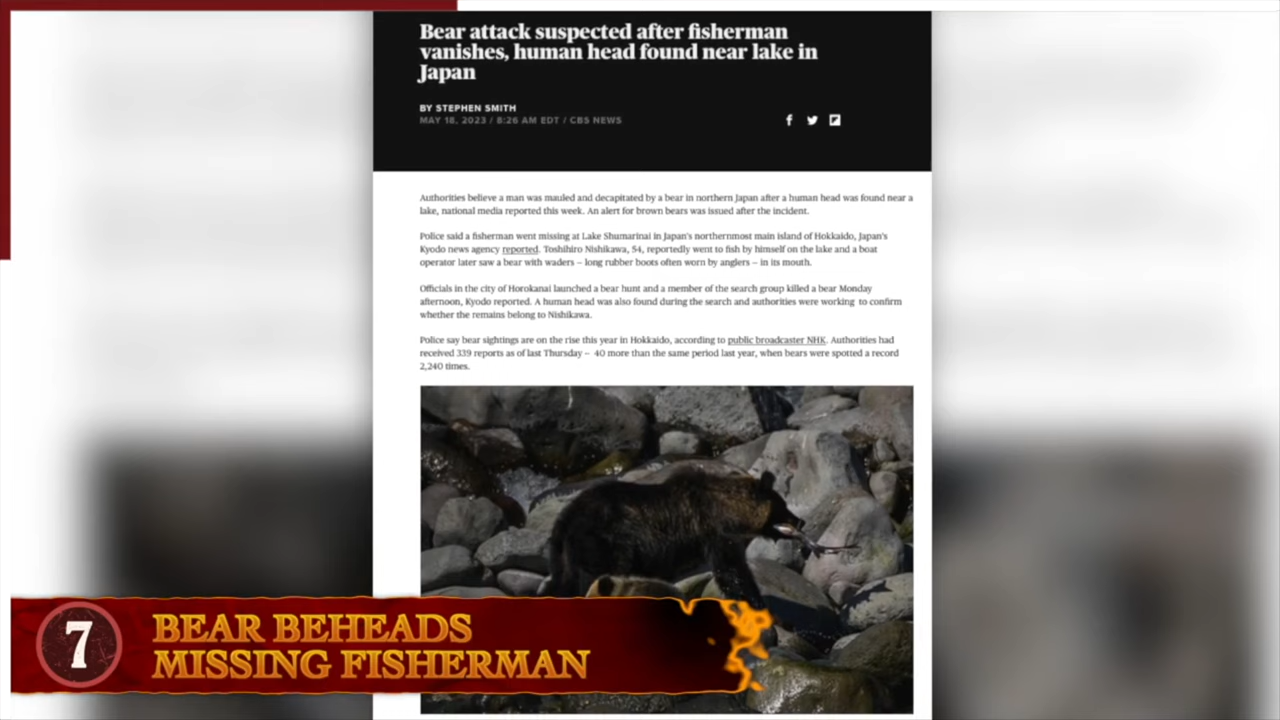 Bear attack suspected after fisherman
vanishes, human head found near lake in
Japan
BY STEPHEN SMITH
MAY 18, 2023 / 8:26 AM EDT / CBS NEWS
Authorities believe a man was mauled and decapitated by a bear in northern Japan after a human head was found near a
lake, national media reported this week. An alert for brown bears was issued after the incident.
Police said a fisherman went missing at Lake Shumarinai in Japan's northernmost main island of Hokkaido, Japan's
Kyodo news agency reported. Toshihiro Nishikawa, 54, reportedly went to fish by himself on the lake and a boat
operator later saw a bear with waders – long rubber boots often worn by anglers – in its mouth.
Officials in the city of Horokanai launched a bear hunt and a member of the search group killed a bear Monday
afternoon, Kyodo reported. A human head was also found during the search and authorities were working to confirm
whether the remains belong to Nishikawa.
Police say bear sightings are on the rise this year in Hokkaido, according to public broadcaster NHK. Authorities had
received 339 reports as of last Thursday – 40 more than the same period last year, when bears were spotted a record
2,240 times.
7
BEAR BEHEADS
MISSING FISHERMAN